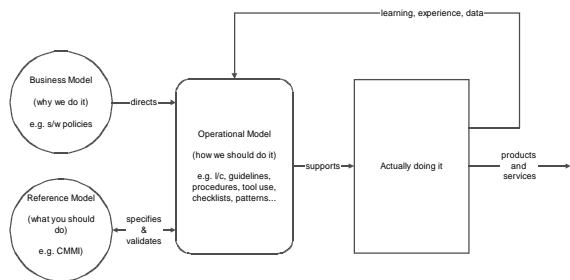 learning, experience, data
Business Model
(why we do it)
e.g. s/w policies
directs
Operational Model
(how we should do it)
e.g. l/c, guidelines,
procedures, tool use,
checklists, patterns...
supports
Actually doing it
products
and
services
Reference Model
(what you should
do)
e.g. CMMI)
specifies
&
validates